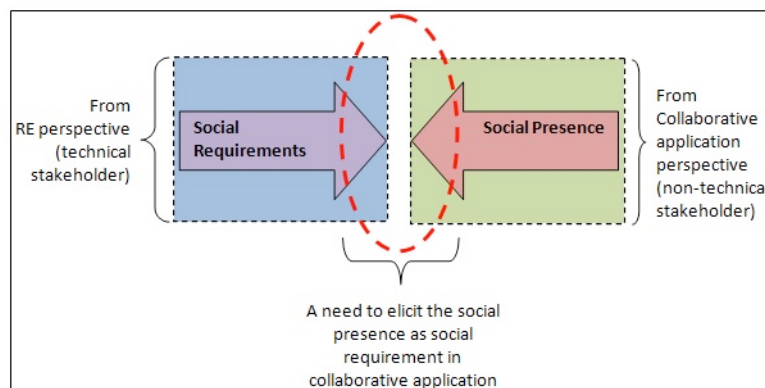 From
RE perspective
(technical
stakeholder)
Social
Requirements
Social Presence
From
Collaborative
application
perspective
(non-technical
stakeholder)
A need to elicit the social
presence as social
requirement in
collaborative application